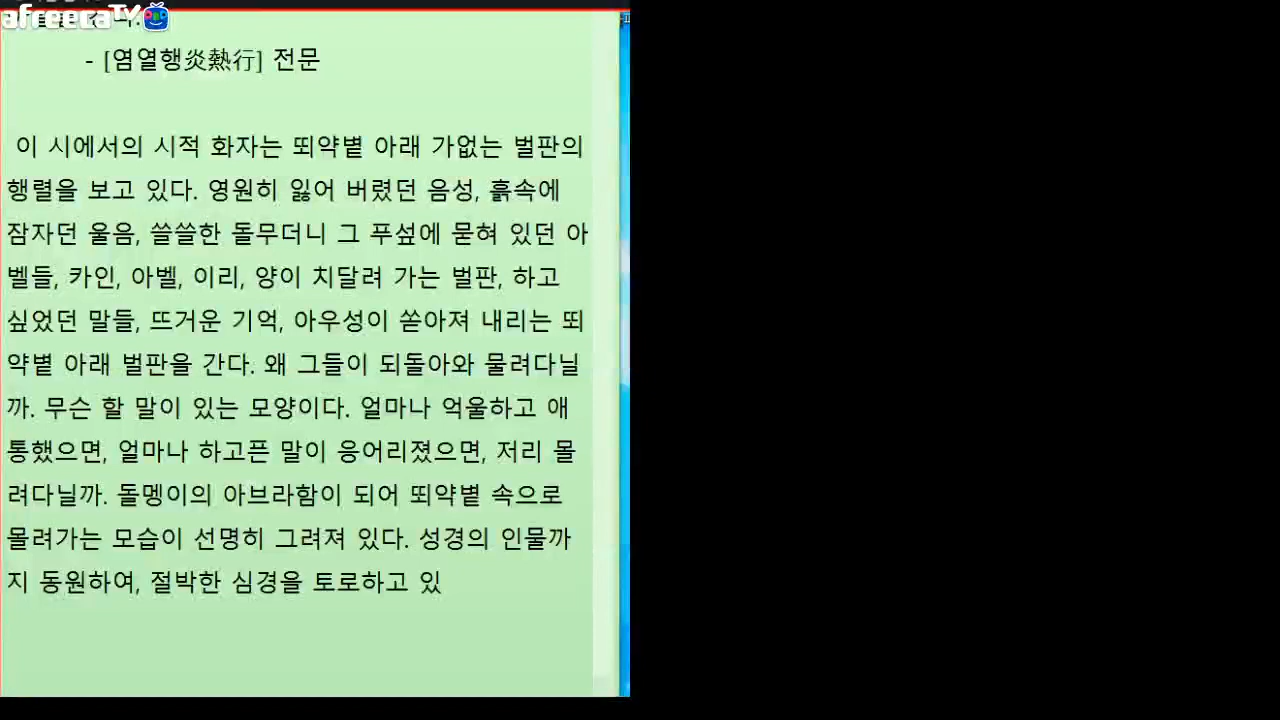 afreecaTV
- [염열행炎熱行] 전문
이 시에서의 시적 화자는 뙤약볕 아래 가없는 벌판의
행렬을 보고 있다. 영원히 잃어 버렸던 음성, 흙속에
잠자던 울음, 쓸쓸한 돌무더니 그 푸섶에 묻혀 있던 아
벨들, 카인, 아벨, 이리, 양이 치달려 가는 벌판, 하고
싶었던 말들, 뜨거운 기억, 아우성이 쏟아져 내리는 뙤
약볕 아래 벌판을 간다. 왜 그들이 되돌아와 물려다닐
까. 무슨 할 말이 있는 모양이다. 얼마나 억울하고 애
통했으면, 얼마나 하고픈 말이 응어리졌으면, 저리 몰
려다닐까. 돌멩이의 아브라함이 되어 뙤약볕 속으로
몰려가는 모습이 선명히 그려져 있다. 성경의 인물까
지 동원하여, 절박한 심경을 토로하고 있